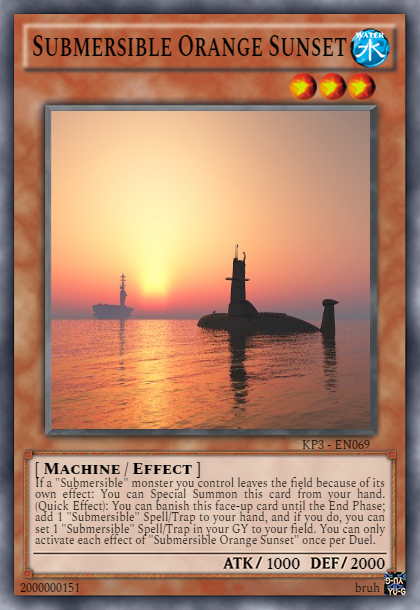 SUBMERSIBLE ORANGE SUNSET
WATER
水
KP3 - EN069
[ MACHINE / EFFECT ]
If a "Submersible" monster you control leaves the field because of its
own effect: You can Special Summon this card from your hand.
(Quick Effect): You can banish this face-up card until the End Phase;
add 1 "Submersible" Spell/Trap to your hand, and if you do, you can
set 1 "Submersible" Spell/Trap in your GY to your field. You can only
activate each effect of "Submersible Orange Sunset" once per Duel.
ATK / 1000 DEF / 2000
2000000151
bruh